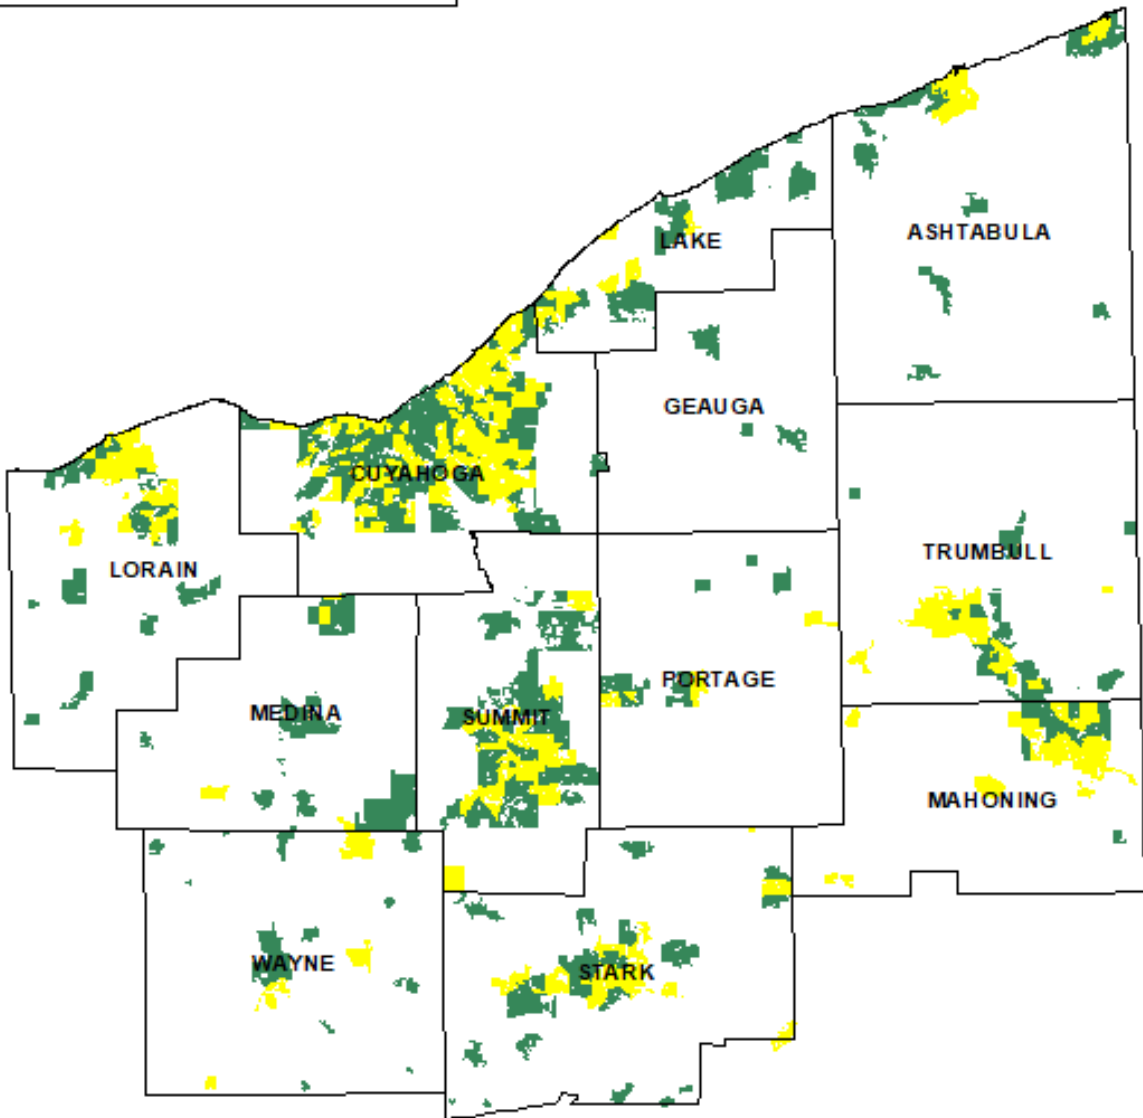 ASHTABULA
LAKE
GEAUGA
CUYAHOGA
TRUMBULL
LORAIN
PORTAGE
MEDINA
SUMMIT
MAHONING
WAYNE
STARK